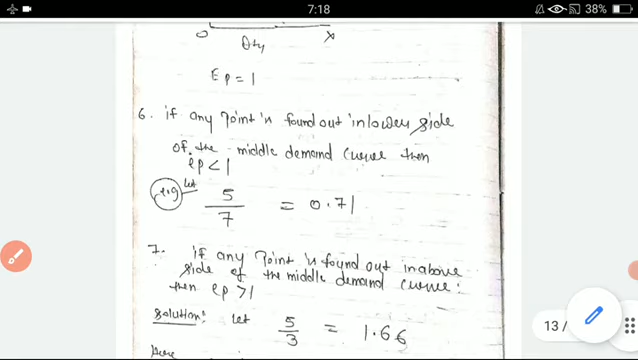 7:18
38%
O
Qty
X
Ep = 1
6. if any point is found out in lower side
of the middle demand curve then
ep < 1
e.g let 5/7 = 0.71
7. if any point is found out in above
side of the middle demand curve:
then ep > 1
Solution: let 5/3 = 1.66
13 /